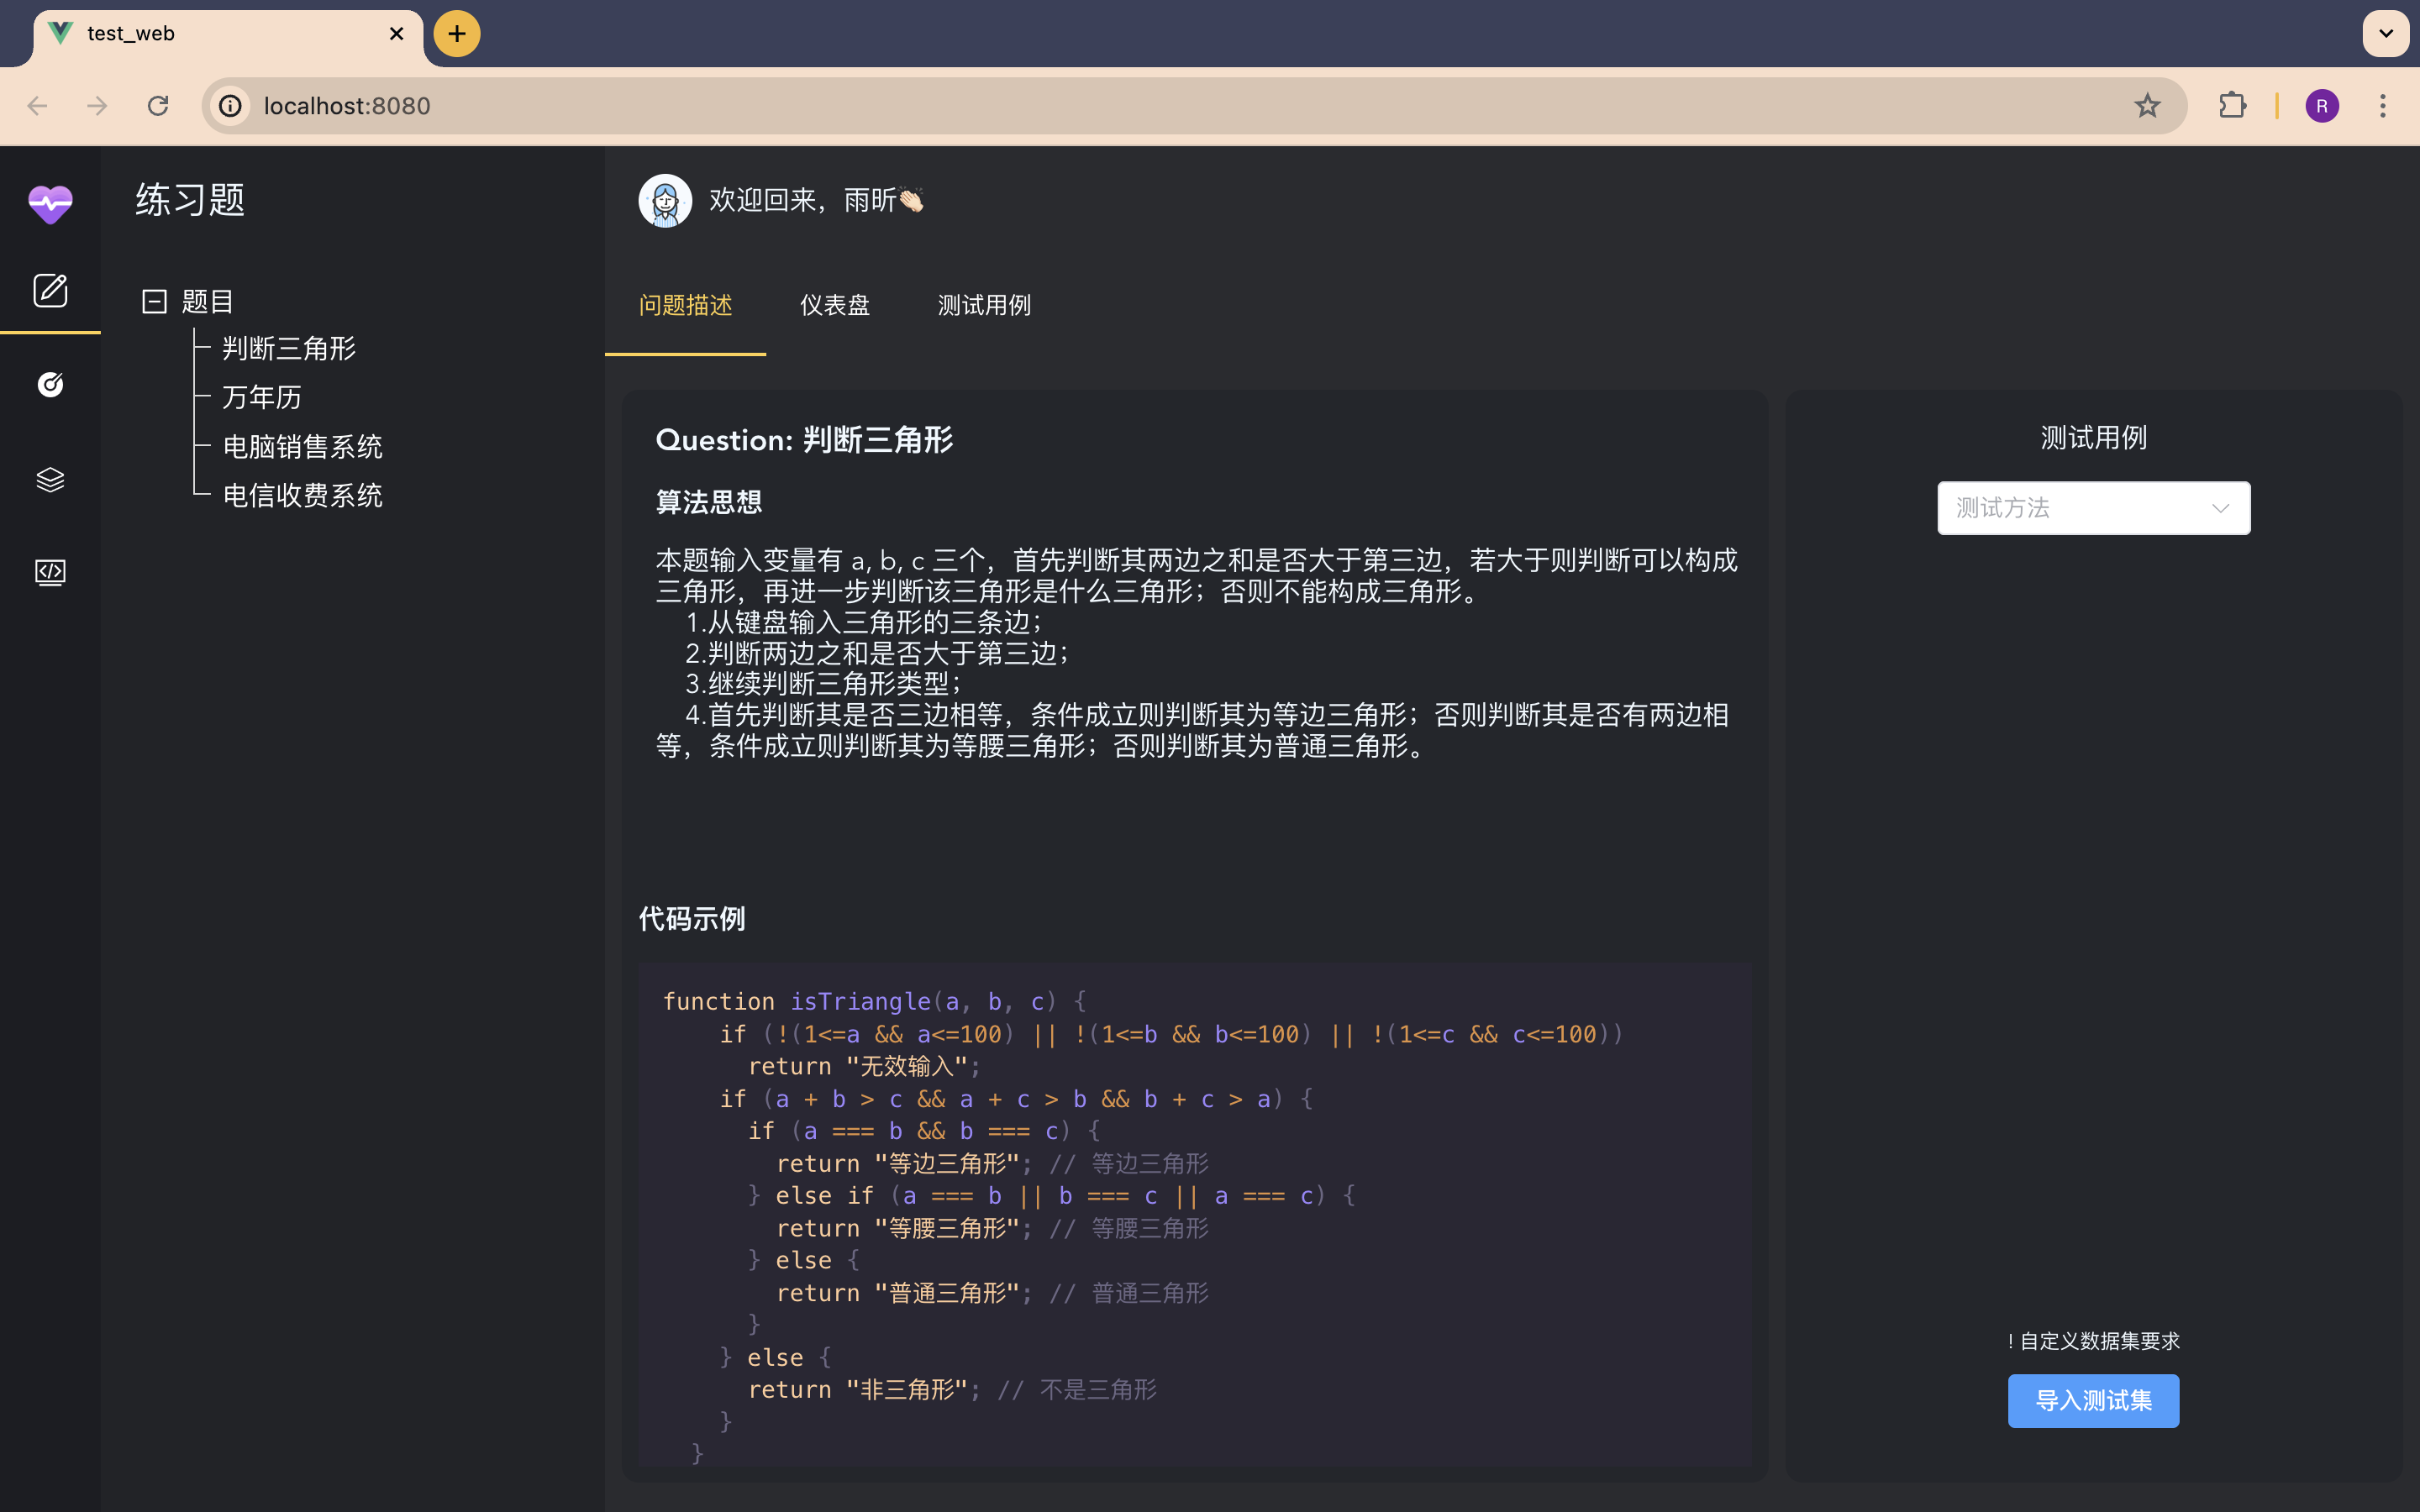 test_web
localhost:8080
R
练习题
题目
判断三角形
万年历
电脑销售系统
电信收费系统
欢迎回来，雨昕👏🏻
问题描述 仪表盘 测试用例
Question: 判断三角形
算法思想
本题输入变量有 a, b, c 三个，首先判断其两边之和是否大于第三边，若大于则判断可以构成
三角形，再进一步判断该三角形是什么三角形；否则不能构成三角形。
1.从键盘输入三角形的三条边；
2.判断两边之和是否大于第三边；
3.继续判断三角形类型；
4.首先判断其是否三边相等，条件成立则判断其为等边三角形；否则判断其是否有两边相
等，条件成立则判断其为等腰三角形；否则判断其为普通三角形。
代码示例
function isTriangle(a, b, c) {
    if (!(1<=a && a<=100) || !(1<=b && b<=100) || !(1<=c && c<=100))
      return "无效输入";
    if (a + b > c && a + c > b && b + c > a) {
      if (a === b && b === c) {
        return "等边三角形"; // 等边三角形
      } else if (a === b || b === c || a === c) {
        return "等腰三角形"; // 等腰三角形
      } else {
        return "普通三角形"; // 普通三角形
      }
    } else {
      return "非三角形"; // 不是三角形
    }
  }
测试用例
测试方法
! 自定义数据集要求
导入测试集